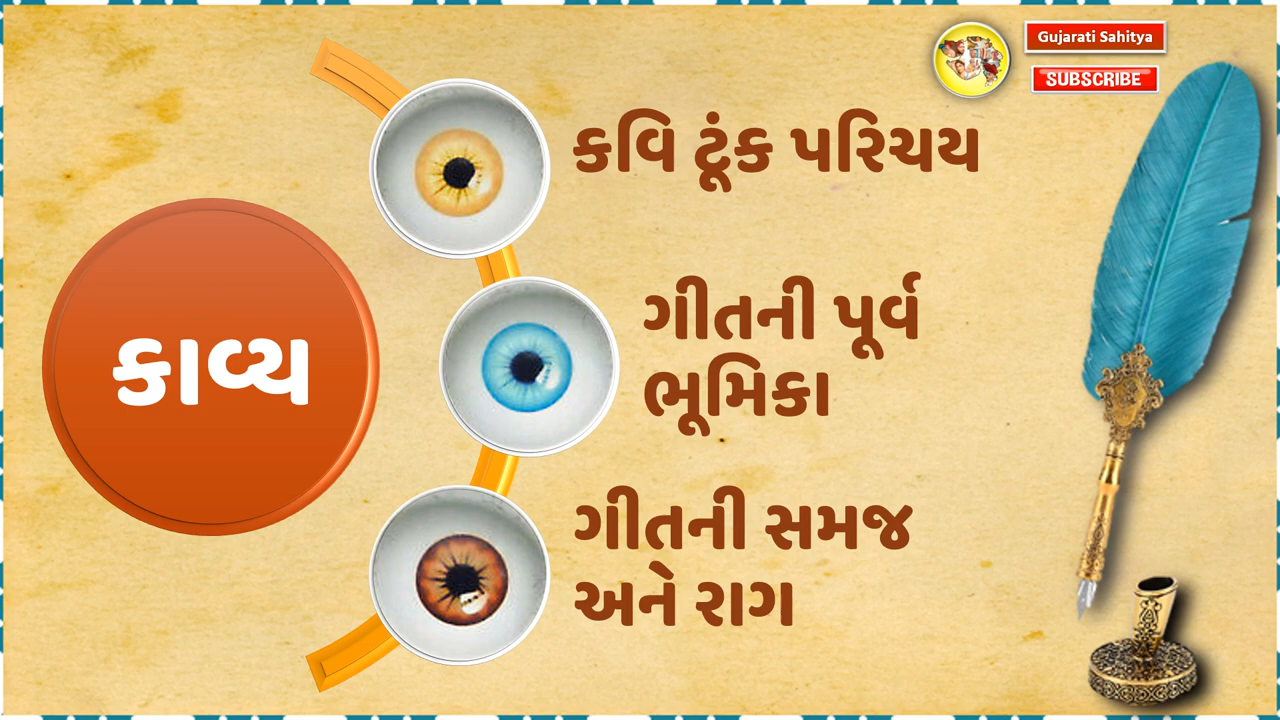 Gujarati Sahitya
SUBSCRIBE
કવિ ટૂંક પરિચય
ગીતની પૂર્વ
ભૂમિકા
કાવ્ય
ગીતની સમજ
અને રાગ